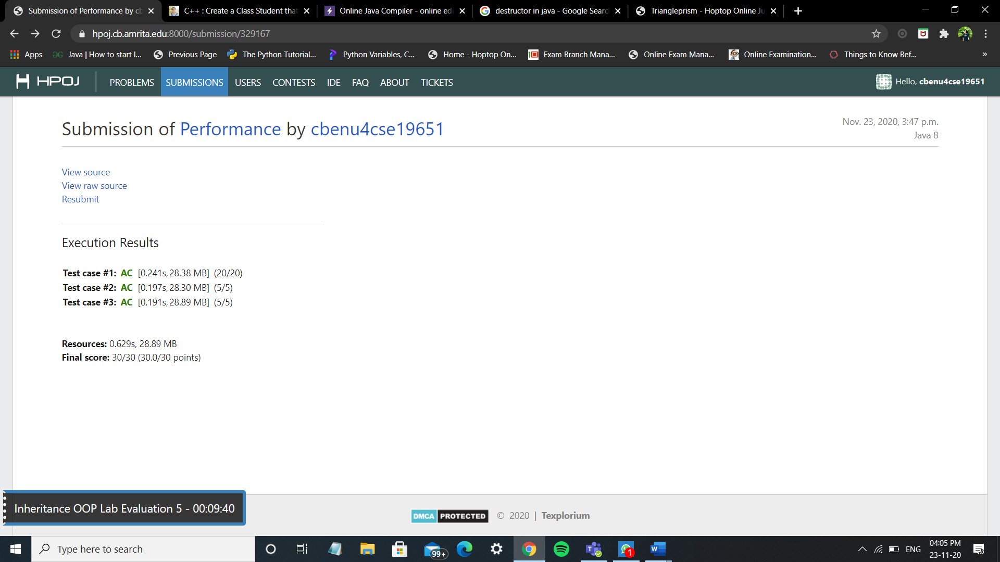 Submission of Performance by cb
C++ : Create a Class Student that
Online Java Compiler - online edi
destructor in java - Google Searc
Triangleprism - Hoptop Online Ju
hpoj.cb.amrita.edu:8000/submission/329167
Apps
Java | How to start l...
Previous Page
The Python Tutorial...
Python Variables, C...
Home - Hoptop On...
Exam Branch Mana...
Online Exam Mana...
Online Examination...
Things to Know Bef...
»
HPOJ
PROBLEMS
SUBMISSIONS
USERS
CONTESTS
IDE
FAQ
ABOUT
TICKETS
Hello, cbenu4cse19651
Submission of Performance by cbenu4cse19651
Nov. 23, 2020, 3:47 p.m.
Java 8
View source
View raw source
Resubmit
Execution Results
Test case #1: AC [0.241s, 28.38 MB] (20/20)
Test case #2: AC [0.197s, 28.30 MB] (5/5)
Test case #3: AC [0.191s, 28.89 MB] (5/5)
Resources: 0.629s, 28.89 MB
Final score: 30/30 (30.0/30 points)
Inheritance OOP Lab Evaluation 5 - 00:09:40
DMCA PROTECTED © 2020 | Texplorium
Type here to search
99+
1
ENG
04:05 PM
23-11-20